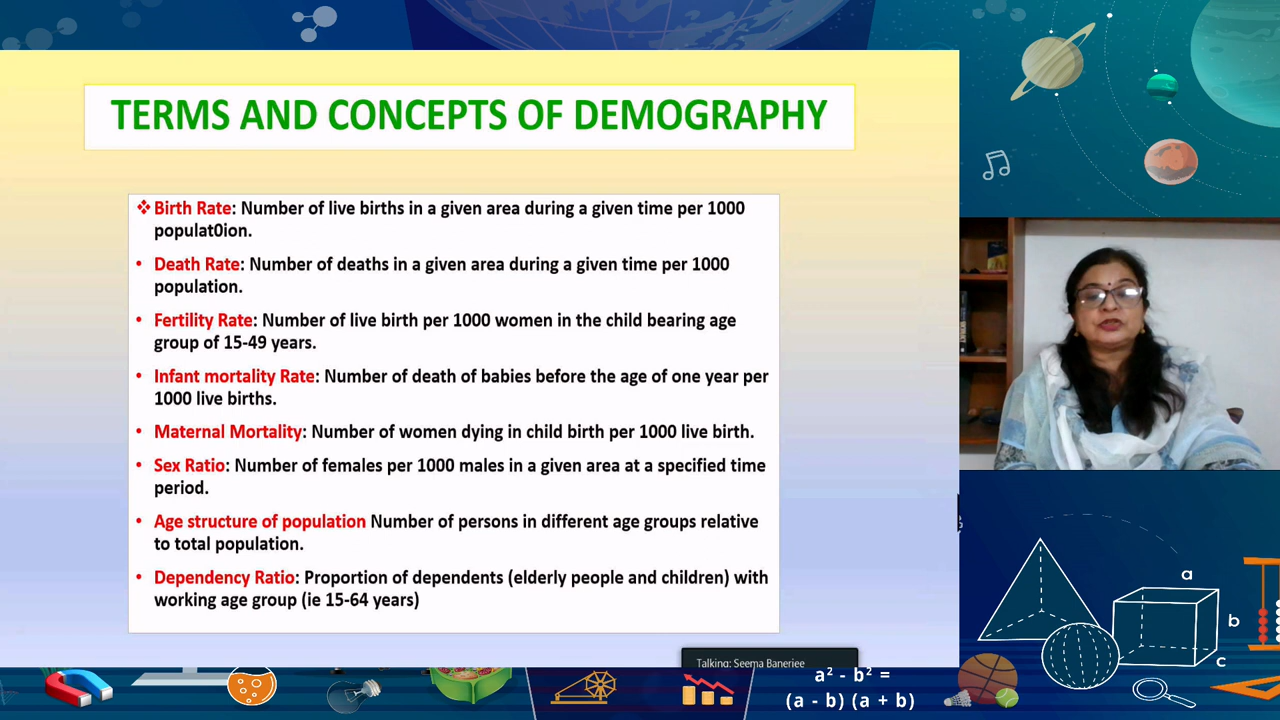 TERMS AND CONCEPTS OF DEMOGRAPHY
❖ Birth Rate: Number of live births in a given area during a given time per 1000
populat0ion.
• Death Rate: Number of deaths in a given area during a given time per 1000
population.
• Fertility Rate: Number of live birth per 1000 women in the child bearing age
group of 15-49 years.
• Infant mortality Rate: Number of death of babies before the age of one year per
1000 live births.
• Maternal Mortality: Number of women dying in child birth per 1000 live birth.
• Sex Ratio: Number of females per 1000 males in a given area at a specified time
period.
• Age structure of population Number of persons in different age groups relative
to total population.
• Dependency Ratio: Proportion of dependents (elderly people and children) with
working age group (ie 15-64 years)
Talking: Seema Banerjee
a
b
c
a² - b² =
(a - b) (a + b)